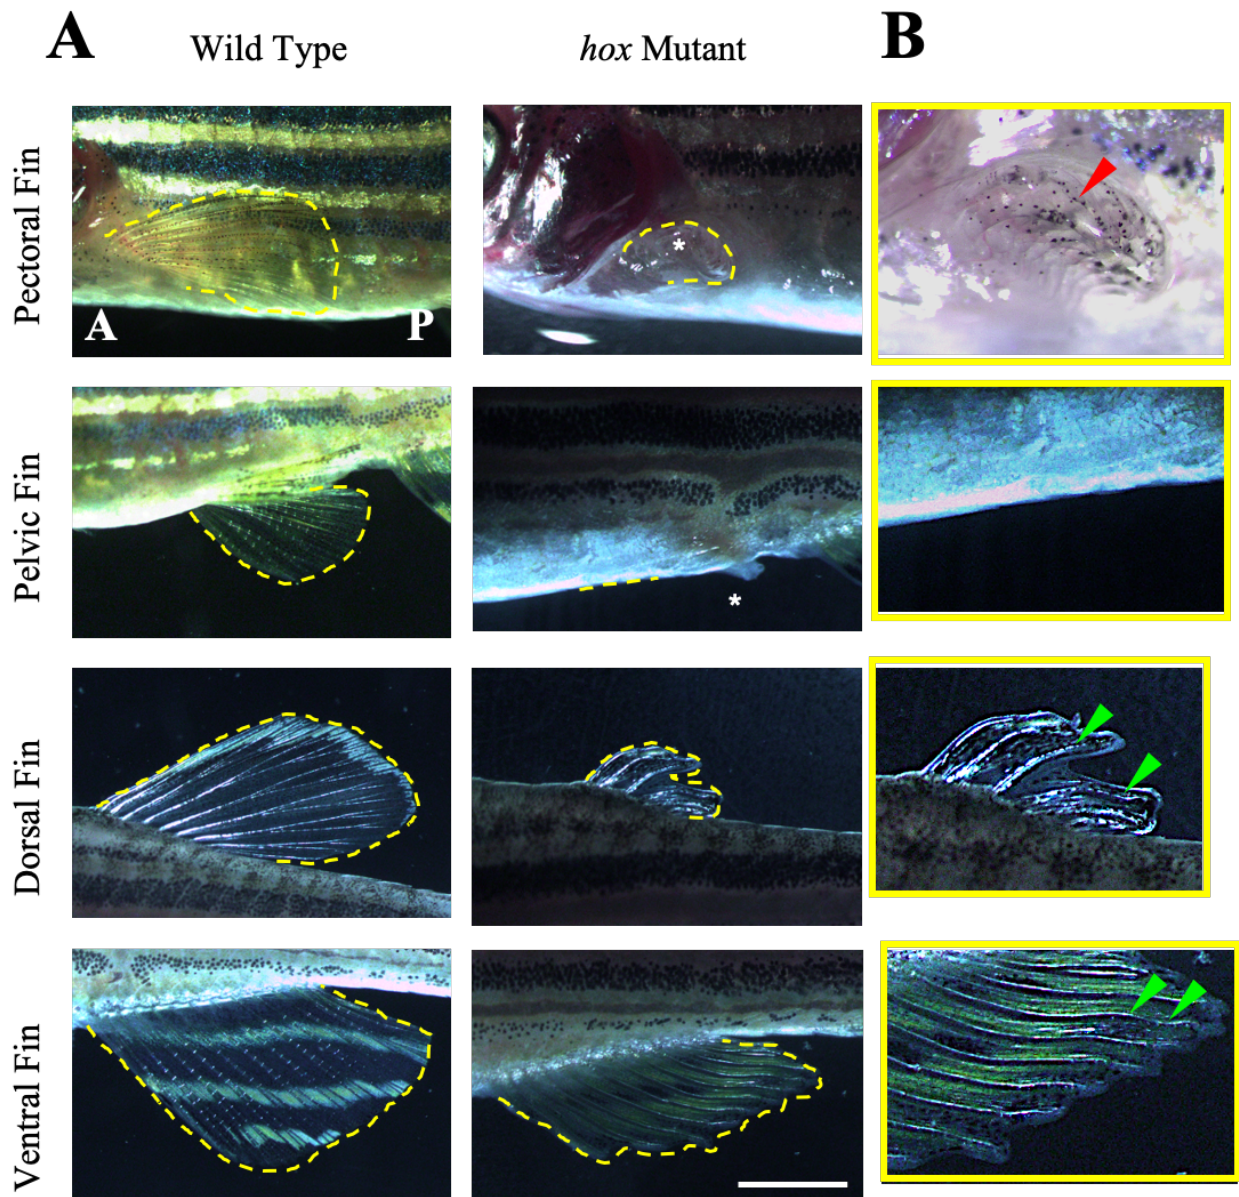 A
Wild Type
hox Mutant
B
Pectoral Fin
A
P
*
Pelvic Fin
*
Dorsal Fin
Ventral Fin